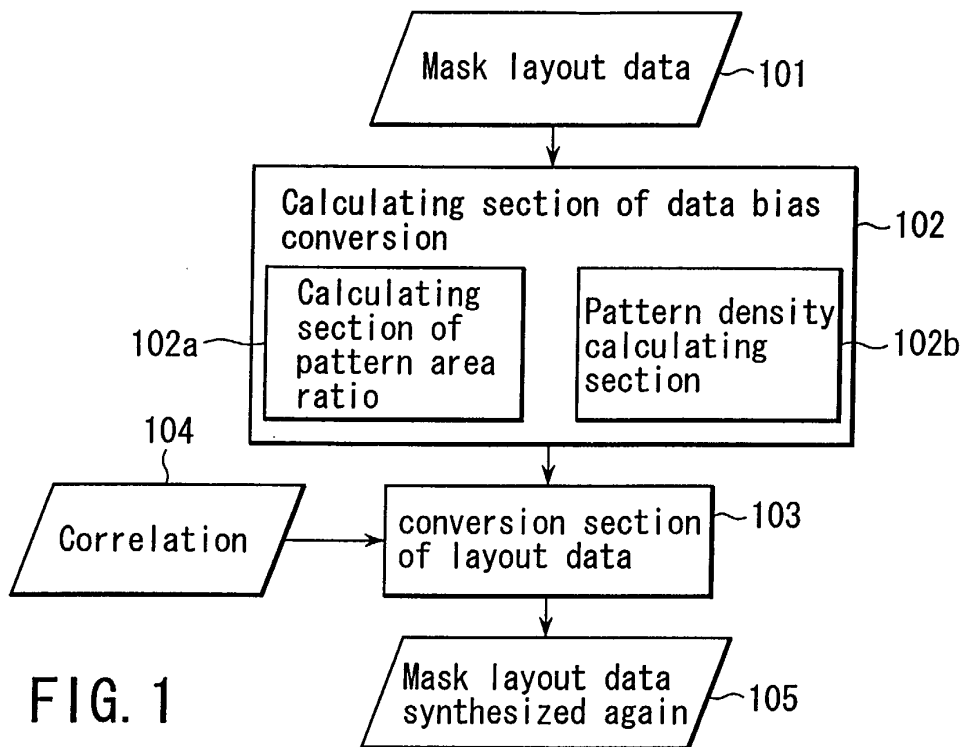 Mask layout data
101
Calculating section of data bias
conversion
102
Calculating
section of
pattern area
ratio
102a
Pattern density
calculating
section
102b
104
Correlation
conversion section
of layout data
103
Mask layout data
synthesized again
105
FIG. 1